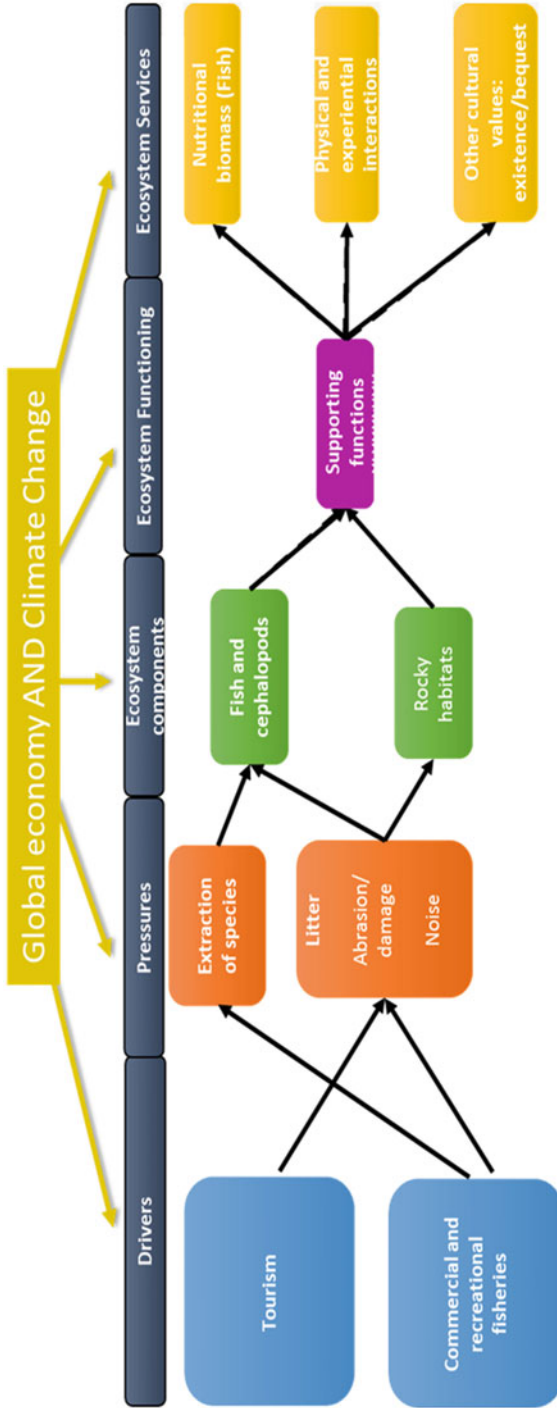 Global economy AND Climate Change
Drivers
Pressures
Ecosystem
components
Ecosystem Functioning
Ecosystem Services
Tourism
Commercial and
recreational
fisheries
Extraction
of species
Litter
Abrasion/
damage
Noise
Fish and
cephalopods
Rocky
habitats
Supporting
functions
Nutritional
biomass (Fish)
Physical and
experiential
interactions
Other cultural
values:
existence/bequest